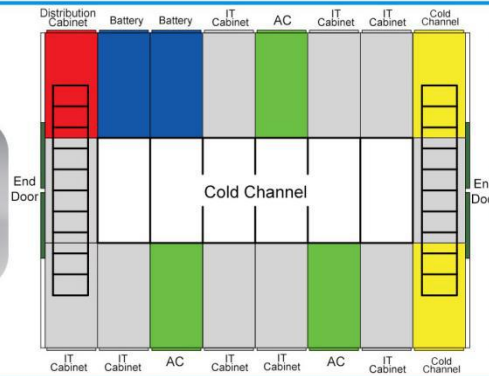 Distribution
Cabinet
Battery
Battery
IT
Cabinet
AC
IT
Cabinet
IT
Cabinet
Cold
Channel
End
Door
Cold Channel
IT
Cabinet
IT
Cabinet
AC
IT
Cabinet
IT
Cabinet
AC
IT
Cabinet
Cold
Channel